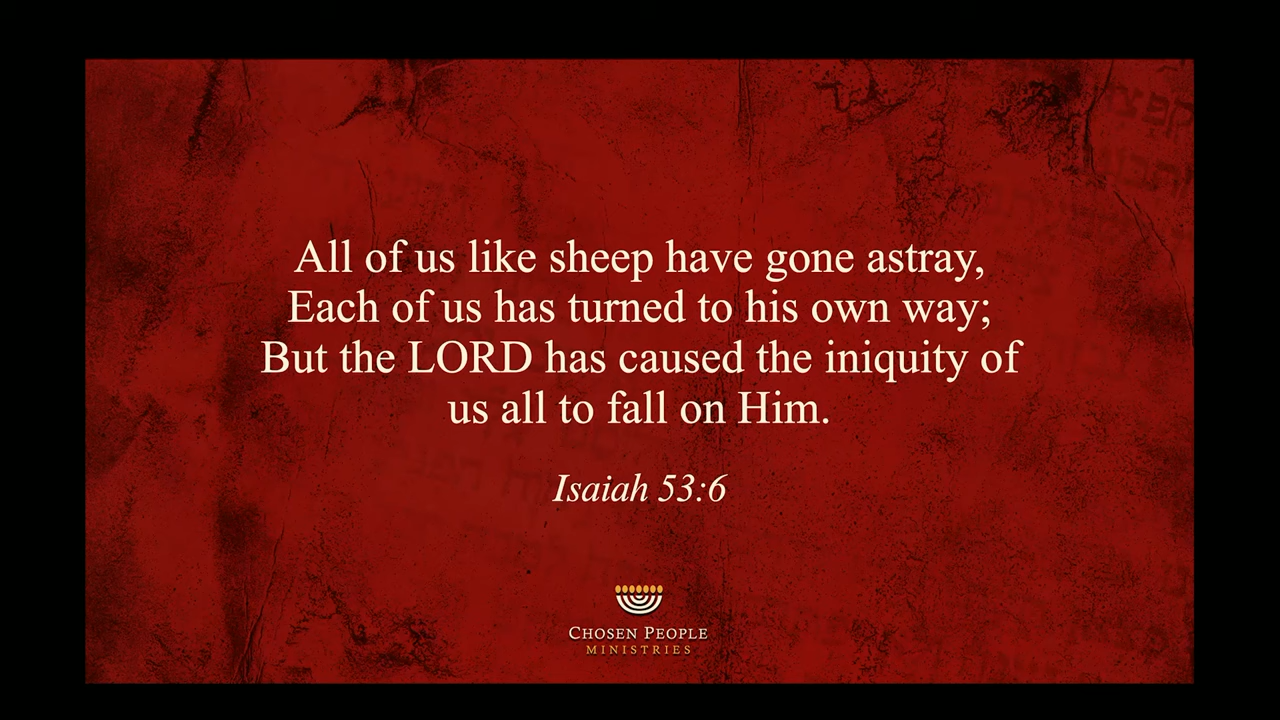 All of us like sheep have gone astray,
Each of us has turned to his own way;
But the LORD has caused the iniquity of
us all to fall on Him.
Isaiah 53:6
CHOSEN PEOPLE
MINISTRIES